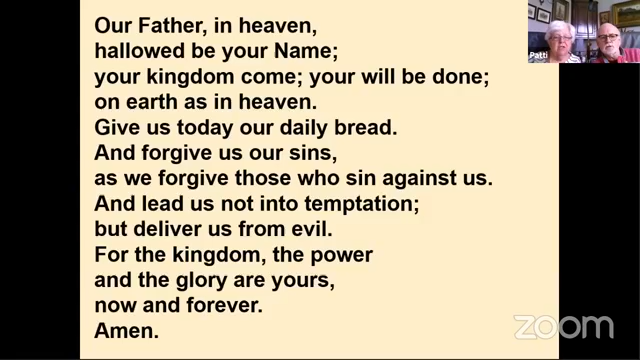 Our Father, in heaven,
hallowed be your Name;
your kingdom come; your will be done;
on earth as in heaven.
Give us today our daily bread.
And forgive us our sins,
as we forgive those who sin against us.
And lead us not into temptation;
but deliver us from evil.
For the kingdom, the power
and the glory are yours,
now and forever.
Amen.
Patti
zoom